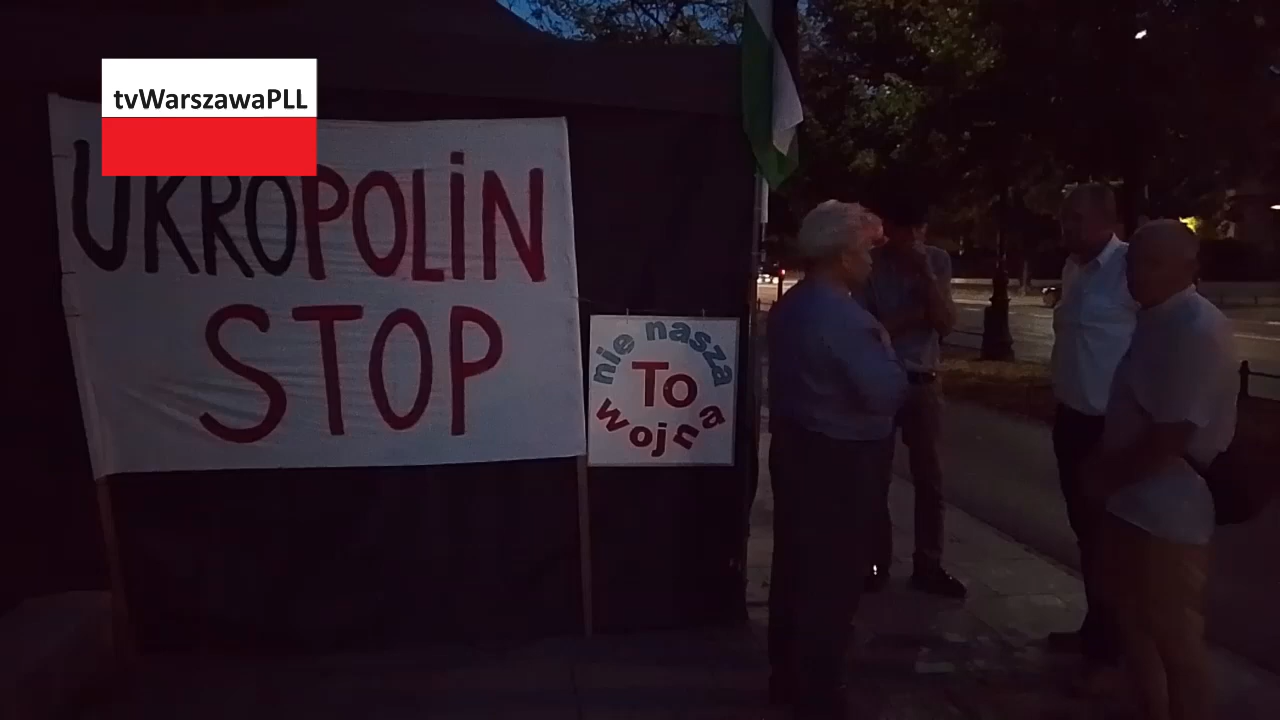 tvWarszawaPLL
UKROPOLiN
STOP
nie nasza
To
wojna